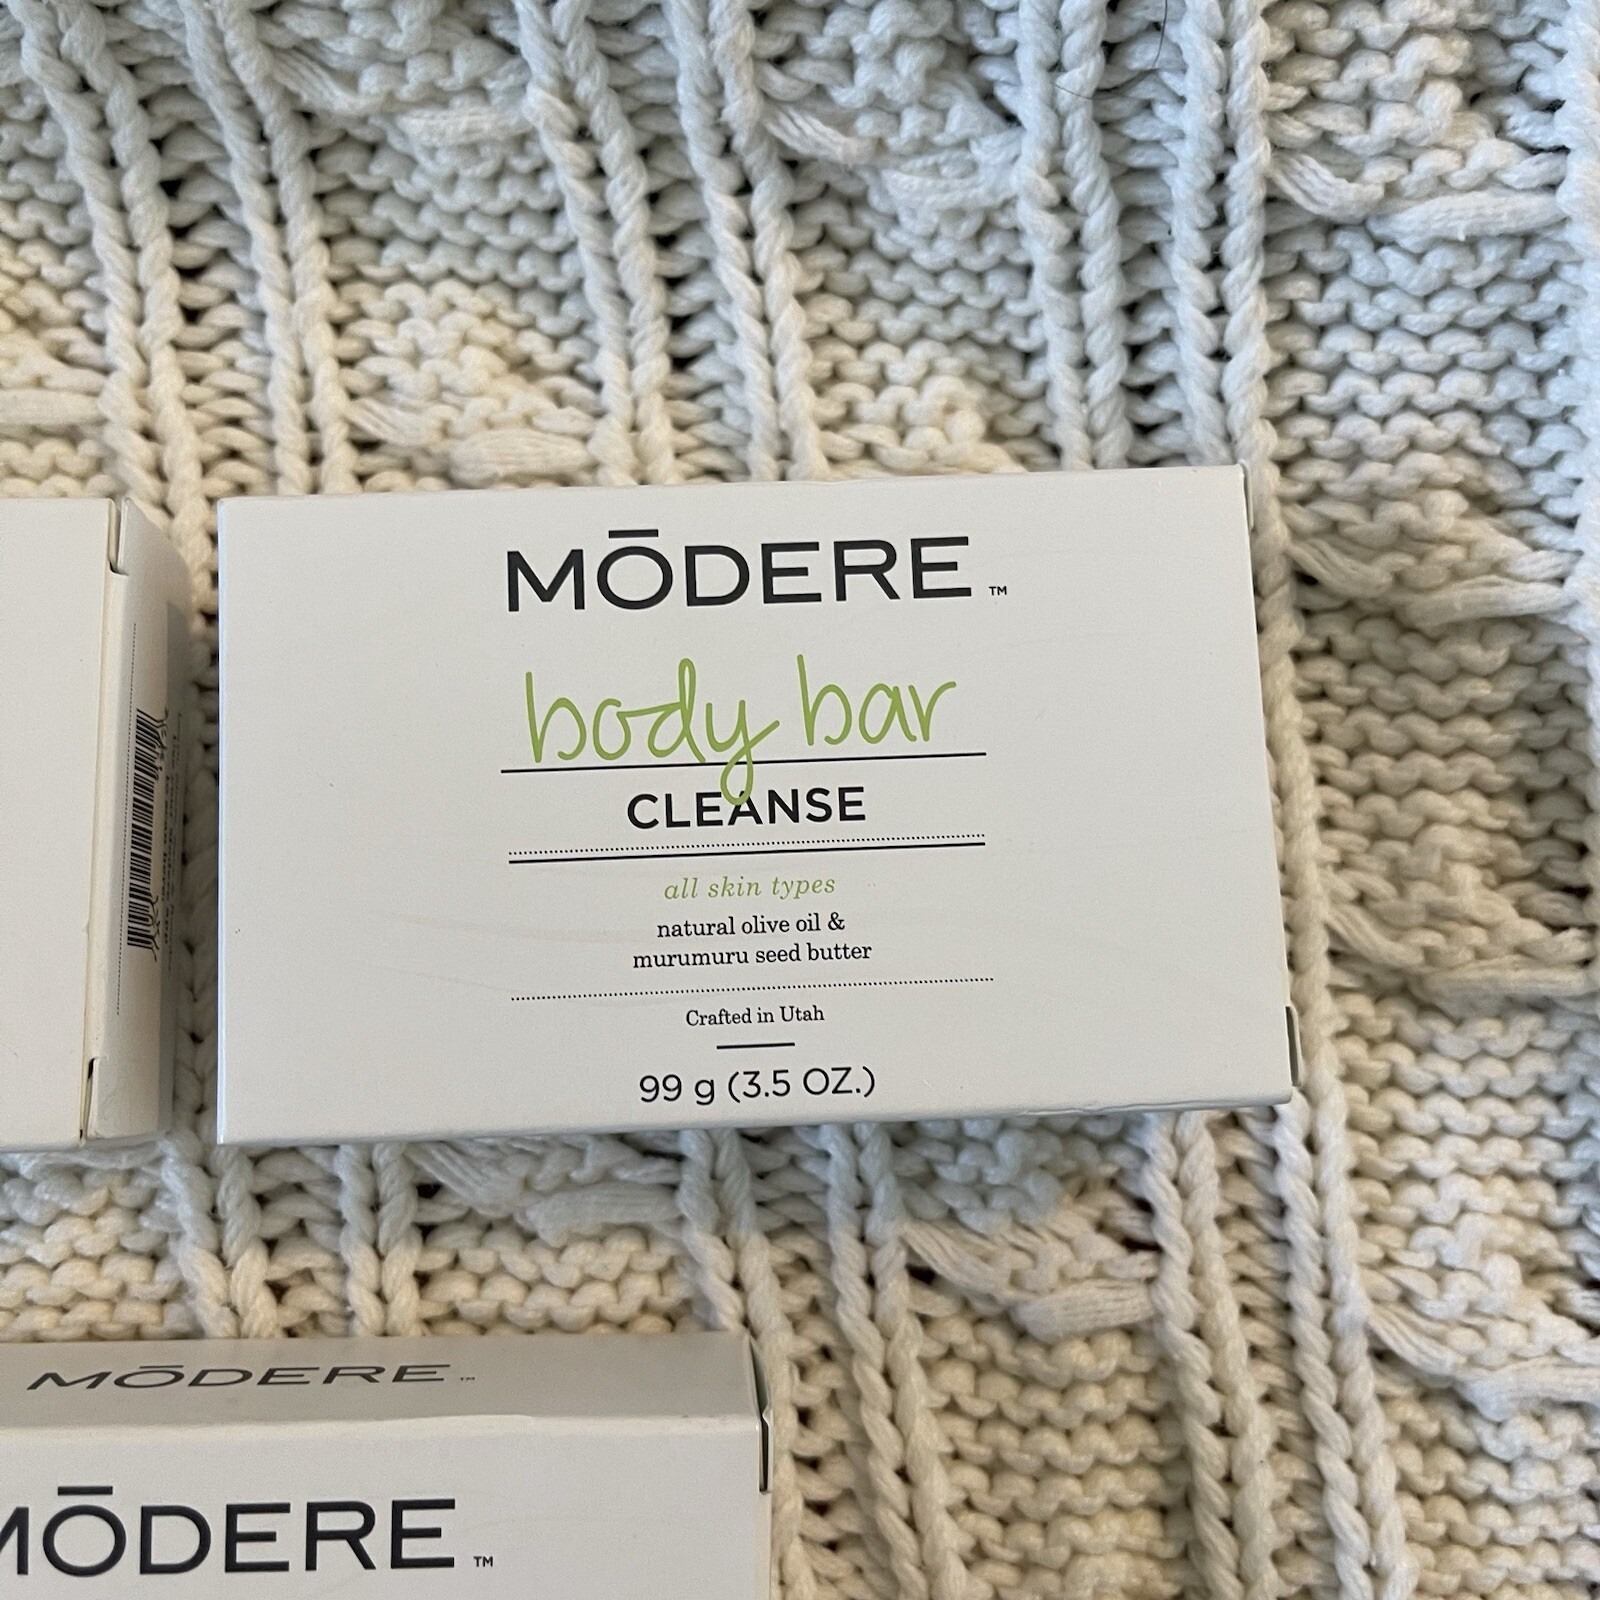 MŌDERE™
body bar
CLEANSE
all skin types
natural olive oil &
murumuru seed butter
Crafted in Utah
99 g (3.5 OZ.)
MŌDERE™
MŌDERE™